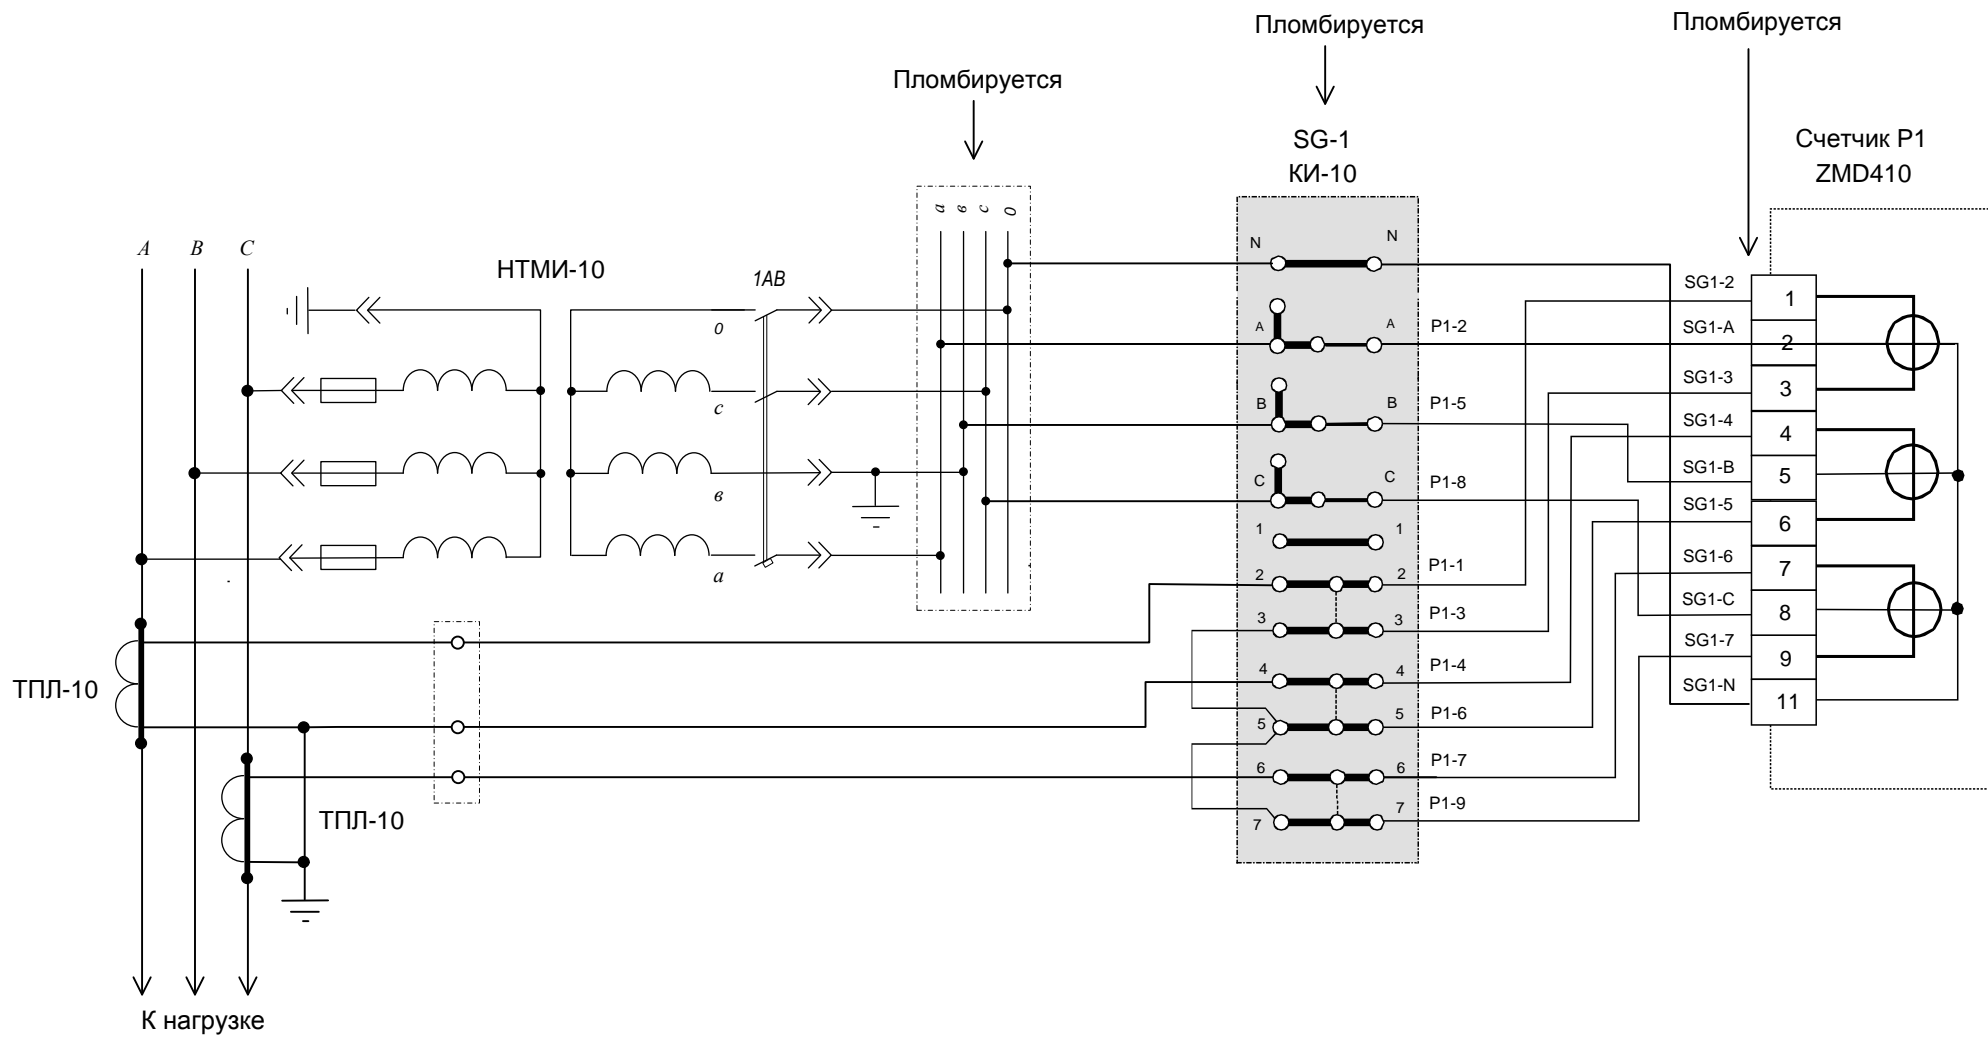 Пломбируется
Пломбируется
Пломбируется
SG-1
КИ-10
Счетчик P1
ZMD410
a
в
c
0
A
B
C
НТМИ-10
1АВ
0
c
в
a
N
N
A
A
B
B
C
C
1
1
2
2
3
3
4
4
5
5
6
6
7
7
P1-2
P1-5
P1-8
P1-1
P1-3
P1-4
P1-6
P1-7
P1-9
SG1-2
SG1-A
SG1-3
SG1-4
SG1-B
SG1-5
SG1-6
SG1-C
SG1-7
SG1-N
1
2
3
4
5
6
7
8
9
11
ТПЛ-10
ТПЛ-10
К нагрузке